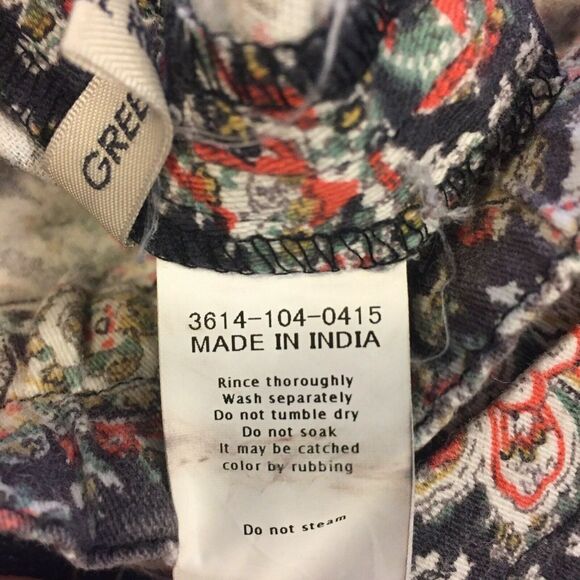 GREE
3614-104-0415
MADE IN INDIA
Rince thoroughly
Wash separately
Do not tumble dry
Do not soak
It may be catched
color by rubbing
Do not steam